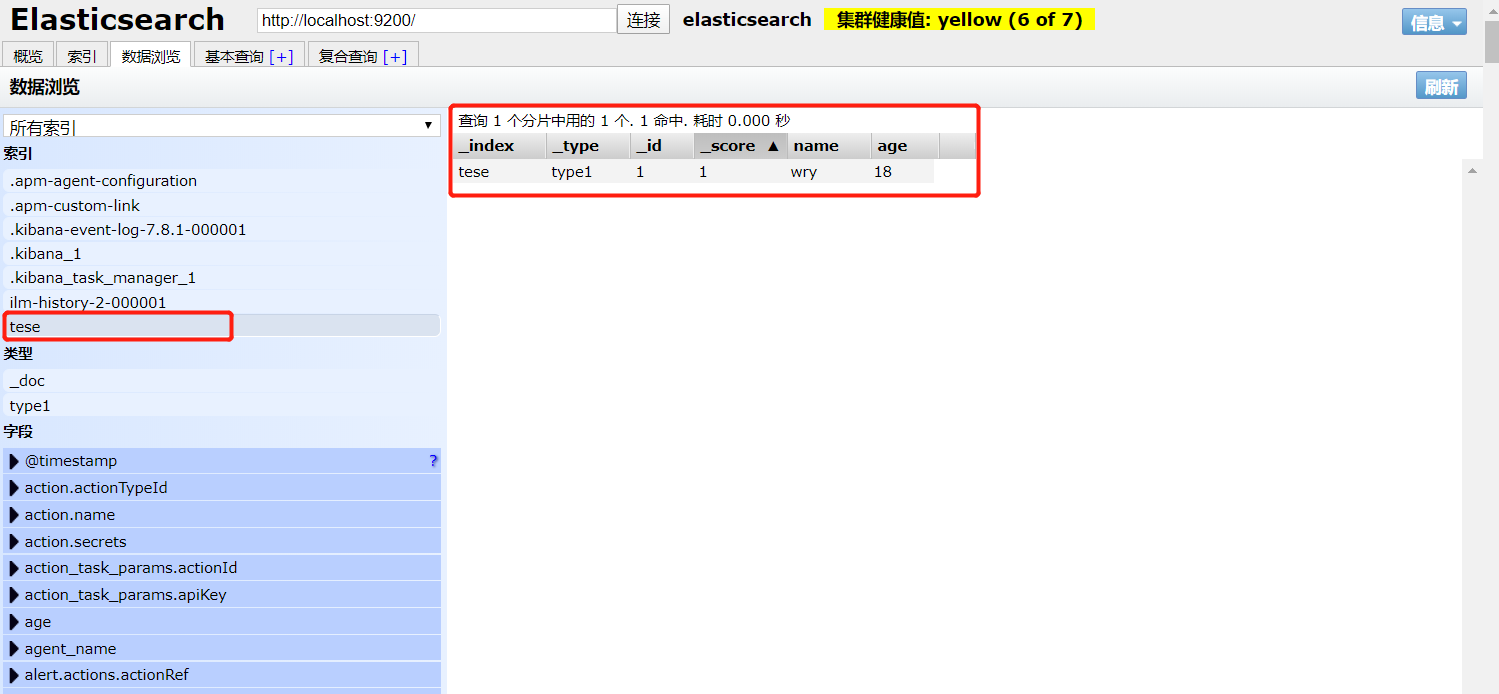 Elasticsearch http://localhost:9200/ 连接 elasticsearch 集群健康值: yellow (6 of 7) 信息
概览 索引 数据浏览 基本查询 [+] 复合查询 [+]
数据浏览 刷新
所有索引
索引
.apm-agent-configuration
.apm-custom-link
.kibana-event-log-7.8.1-000001
.kibana_1
.kibana_task_manager_1
ilm-history-2-000001
tese
类型
_doc
type1
字段
@timestamp ?
action.actionTypeId
action.name
action.secrets
action_task_params.actionId
action_task_params.apiKey
age
agent_name
alert.actions.actionRef
查询 1 个分片中用的 1 个. 1 命中. 耗时 0.000 秒
_index _type _id _score ▲ name age
tese type1 1 1 wry 18